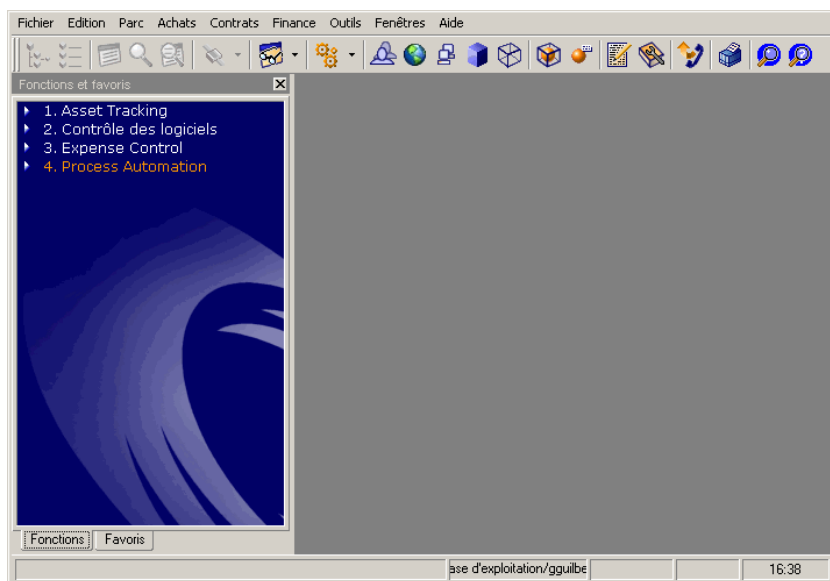 Fichier Edition Parc Achats Contrats Finance Outils Fenêtres Aide
Fonctions et favoris
1. Asset Tracking
2. Contrôle des logiciels
3. Expense Control
4. Process Automation
Fonctions Favoris
ase d'exploitation/gguilbe 16:38